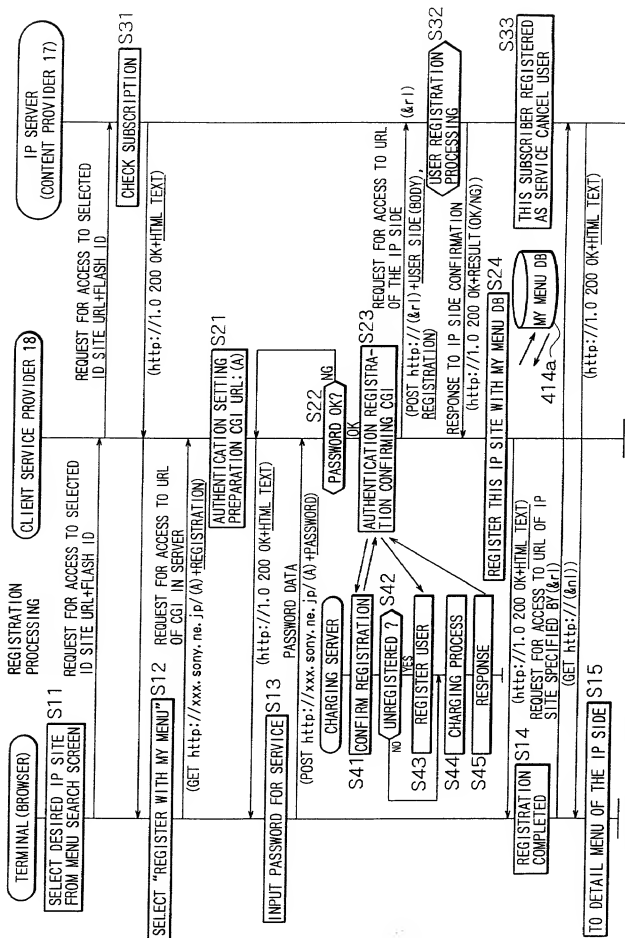 REGISTRATION
PROCESSING
TERMINAL (BROWSER)
CLIENT SERVICE PROVIDER 18
IP SERVER
(CONTENT PROVIDER 17)
S11
SELECT DESIRED IP SITE
FROM MENU SEARCH SCREEN
REQUEST FOR ACCESS TO SELECTED
ID SITE URL+FLASH ID
REQUEST FOR ACCESS TO SELECTED
ID SITE URL+FLASH ID
CHECK SUBSCRIPTION
S31
(http://1.0 200 OK+HTML TEXT)
SELECT "REGISTER WITH MY MENU"
S12
REQUEST FOR ACCESS TO URL
OF CGI IN SERVER
(GET http://xxx.sony.ne.jp/(A)+REGISTRATION)
S21
AUTHENTICATION SETTING
PREPARATION CGI URL:(A)
(http://1.0 200 OK+HTML TEXT)
INPUT PASSWORD FOR SERVICE
S13
PASSWORD DATA
(POST http://xxx.sony.ne.jp/(A)+PASSWORD)
S22
PASSWORD OK?
NG
OK
S23
AUTHENTICATION REGISTRA-
TION CONFIRMING CGI
CHARGING SERVER
S41
CONFIRM REGISTRATION
S42
UNREGISTERED ?
NO
YES
S43
REGISTER USER
S44
CHARGING PROCESS
S45
RESPONSE
REQUEST FOR ACCESS TO URL
OF THE IP SIDE
(POST http://(&rl)+USER SIDE(BODY),
REGISTRATION)
(&rl)
USER REGISTRATION
PROCESSING
S32
RESPONSE TO IP SIDE CONFIRMATION
(http://1.0 200 OK+RESULT(OK/NG)
REGISTER THIS IP SITE WITH MY MENU DB
S24
MY MENU DB
414a
THIS SUBSCRIBER REGISTERED
AS SERVICE CANCEL USER
S33
(http://1.0 200 OK+HTML TEXT)
REGISTRATION
COMPLETED
S14
REQUEST FOR ACCESS TO URL OF IP
SITE SPECIFIED BY(&rl)
(GET http://(&nl))
(http://1.0 200 OK+HTML TEXT)
TO DETAIL MENU OF THE IP SIDE
S15